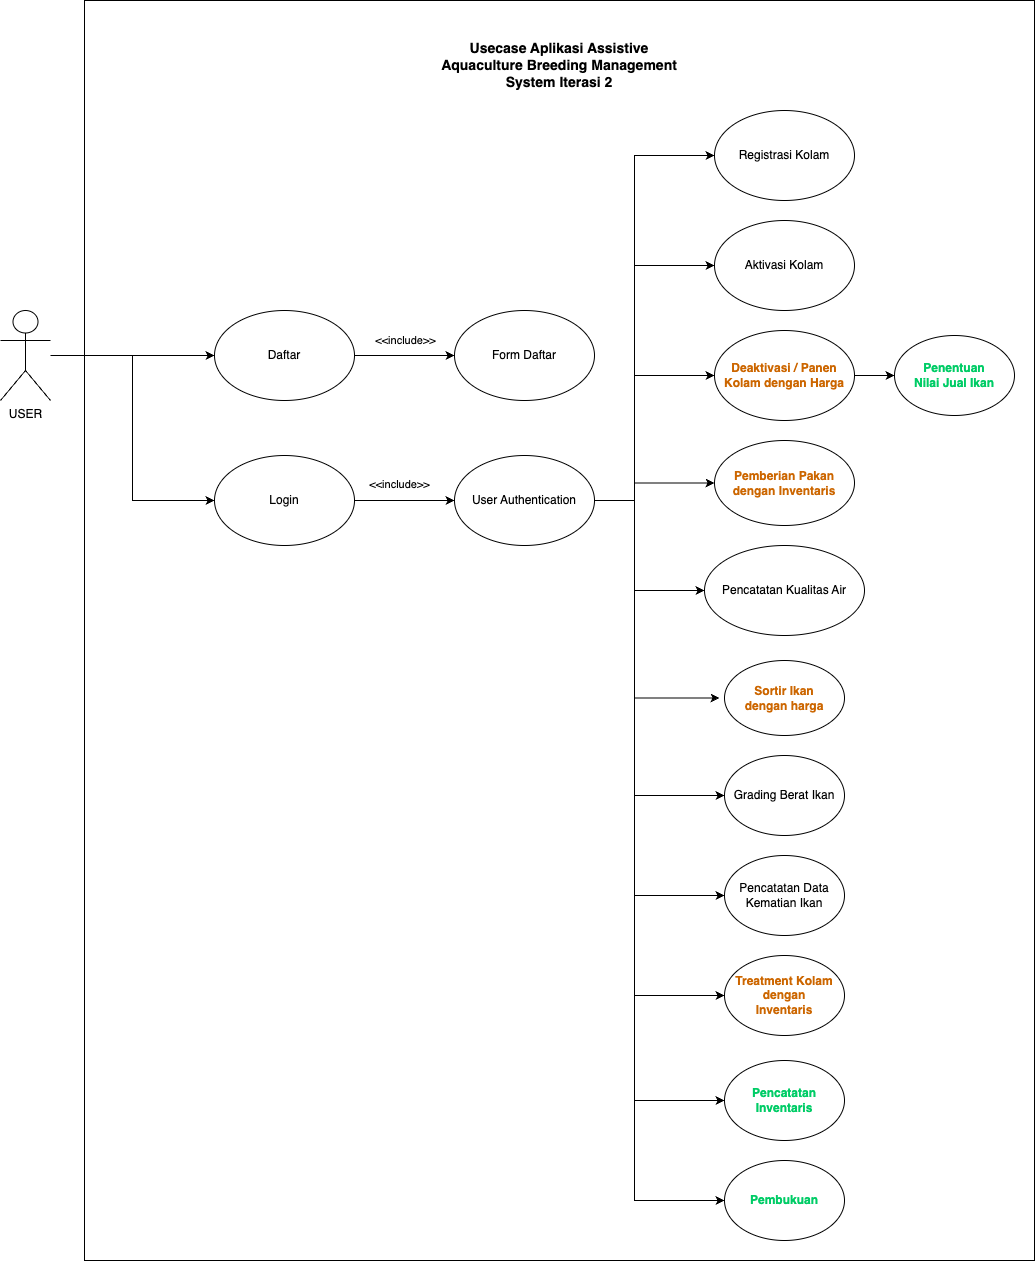 Usecase Aplikasi Assistive
Aquaculture Breeding Management
System Iterasi 2
Registrasi Kolam
Aktivasi Kolam
USER
Daftar
<<include>>
Form Daftar
Deaktivasi / Panen
Kolam dengan Harga
Penentuan
Nilai Jual Ikan
Login
<<include>>
User Authentication
Pemberian Pakan
dengan Inventaris
Pencatatan Kualitas Air
Sortir Ikan
dengan harga
Grading Berat Ikan
Pencatatan Data
Kematian Ikan
Treatment Kolam
dengan
Inventaris
Pencatatan
Inventaris
Pembukuan